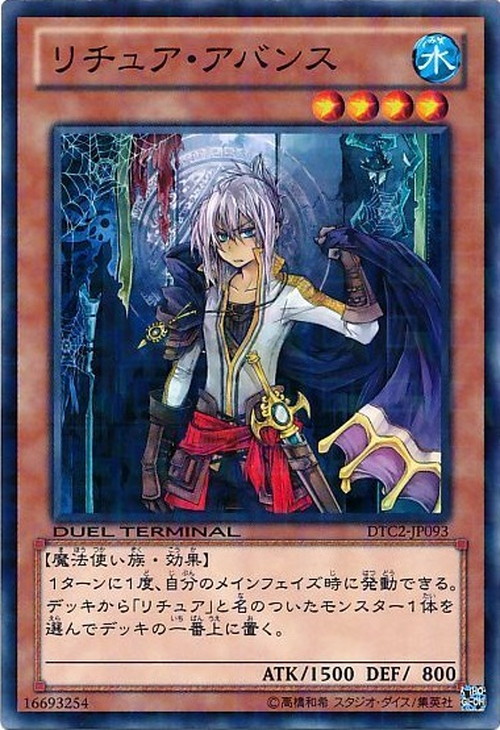 リチュア・アバンス
水
DUEL TERMINAL
DTC2-JP093
【魔法使い族・効果】
1ターンに1度、自分のメインフェイズ時に発動できる。
デッキから「リチュア」と名のついたモンスター1体を
選んでデッキの一番上に置く。
ATK/1500 DEF/ 800
16693254
©高橋和希 スタジオ・ダイス/集英社